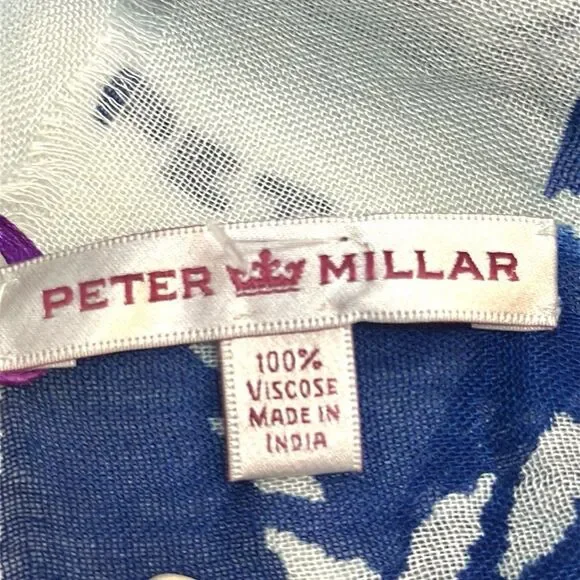 PETER MILLAR
100%
VISCOSE
MADE IN
INDIA